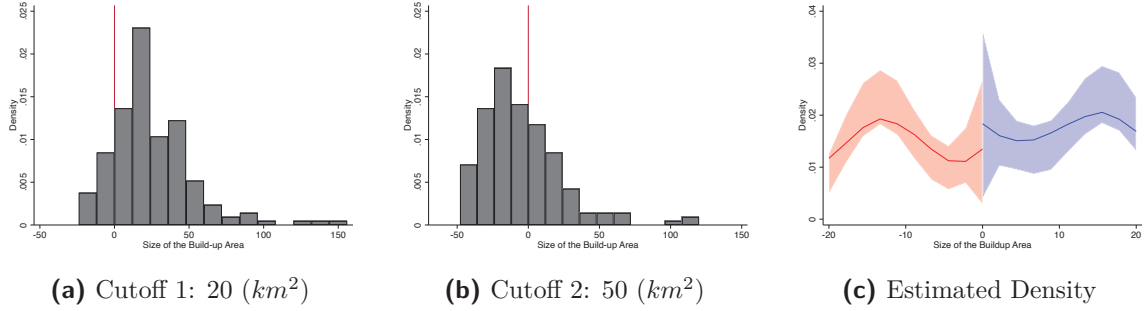 .025
.02
.015
.01
.005
0
Density
-50 0 50 100 150
Size of the Build-up Area
(a) Cutoff 1: 20 (km²)
.025
.02
.015
.01
.005
0
Density
-50 0 50 100 150
Size of the Build-up Area
(b) Cutoff 2: 50 (km²)
.04
.03
.02
.01
0
-20 -10 0 10 20
Size of the Buildup Area
(c) Estimated Density